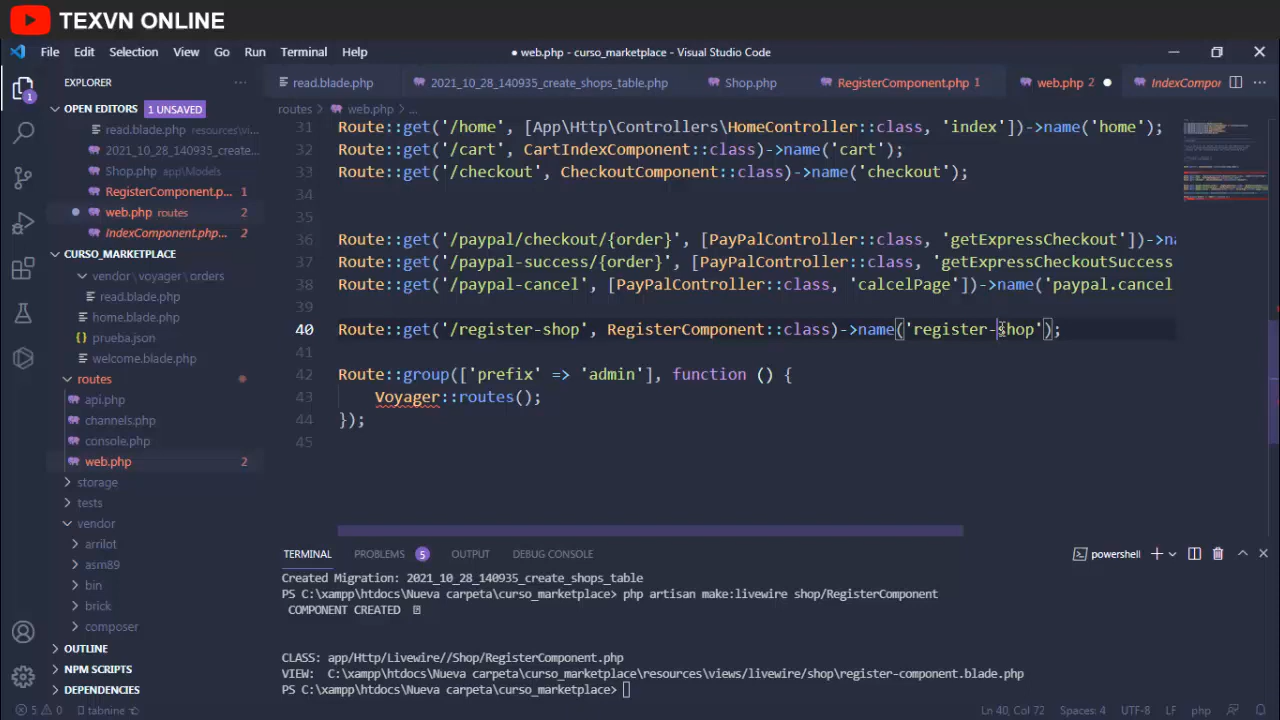 TEXVN ONLINE
File Edit Selection View Go Run Terminal Help
● web.php - curso_marketplace - Visual Studio Code
EXPLORER
read.blade.php 2021_10_28_140935_create_shops_table.php Shop.php RegisterComponent.php 1 web.php 2 ● IndexCompor
OPEN EDITORS 1 UNSAVED
routes > web.php > ...
read.blade.php resources\vi...
2021_10_28_140935_create...
Shop.php app\Models
RegisterComponent.p... 1
web.php routes 2
IndexComponent.php...
CURSO_MARKETPLACE
vendor \ voyager \ orders
read.blade.php
home.blade.php
prueba.json
welcome.blade.php
routes
api.php
channels.php
console.php
web.php 2
storage
tests
vendor
arrilot
asm89
bin
brick
composer
OUTLINE
NPM SCRIPTS
DEPENDENCIES
31 Route::get('/home', [App\Http\Controllers\HomeController::class, 'index'])->name('home');
32 Route::get('/cart', CartIndexComponent::class)->name('cart');
33 Route::get('/checkout', CheckoutComponent::class)->name('checkout');
34
35
36 Route::get('/paypal/checkout/{order}', [PayPalController::class, 'getExpressCheckout'])->na
37 Route::get('/paypal-success/{order}', [PayPalController::class, 'getExpressCheckoutSuccess
38 Route::get('/paypal-cancel', [PayPalController::class, 'calcelPage'])->name('paypal.cancel
39
40 Route::get('/register-shop', RegisterComponent::class)->name('register-shop');
41
42 Route::group(['prefix' => 'admin'], function () {
43 Voyager::routes();
44 });
45
TERMINAL PROBLEMS 5 OUTPUT DEBUG CONSOLE powershell
Created Migration: 2021_10_28_140935_create_shops_table
PS C:\xampp\htdocs\Nueva carpeta\curso_marketplace> php artisan make:livewire shop/RegisterComponent
COMPONENT CREATED
CLASS: app/Http/Livewire//Shop/RegisterComponent.php
VIEW: C:\xampp\htdocs\Nueva carpeta\curso_marketplace\resources\views/livewire/shop\register-component.blade.php
PS C:\xampp\htdocs\Nueva carpeta\curso_marketplace>
5 0 tabnine Ln 40, Col 72 Spaces: 4 UTF-8 LF php